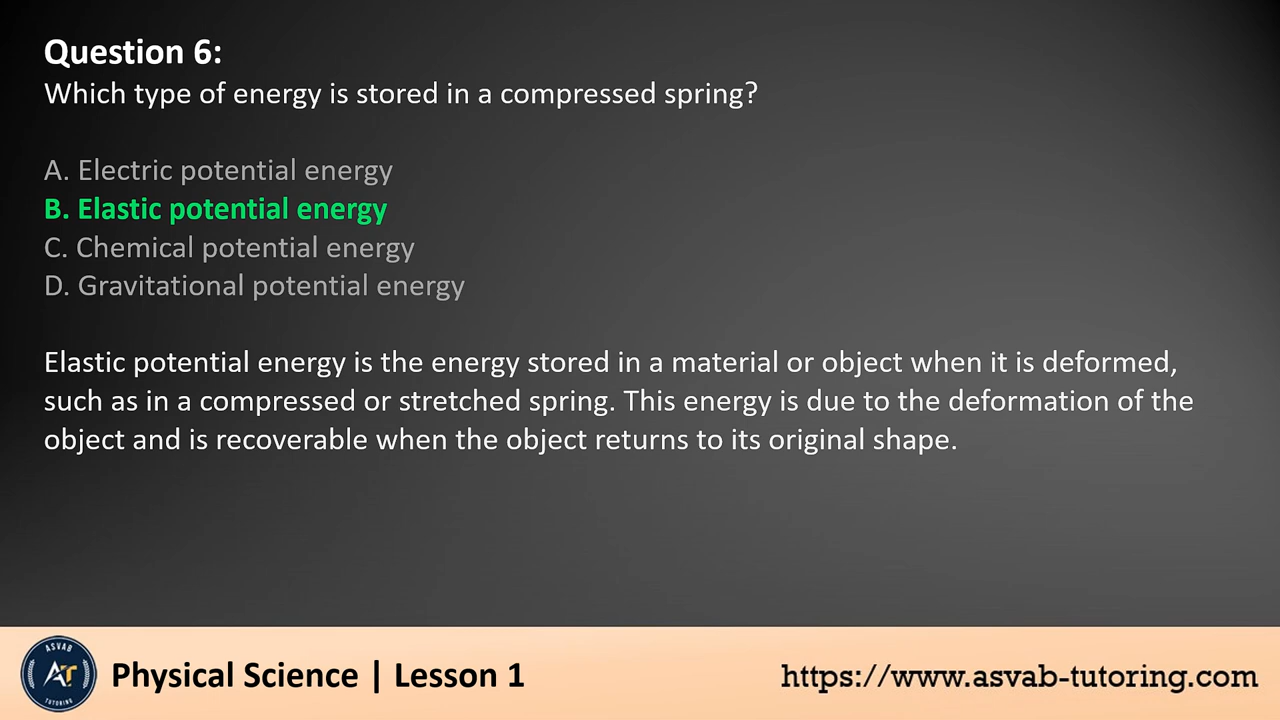 Question 6:
Which type of energy is stored in a compressed spring?
A. Electric potential energy
B. Elastic potential energy
C. Chemical potential energy
D. Gravitational potential energy
Elastic potential energy is the energy stored in a material or object when it is deformed,
such as in a compressed or stretched spring. This energy is due to the deformation of the
object and is recoverable when the object returns to its original shape.
ASVAB
AT
TUTORING
Physical Science | Lesson 1
https://www.asvab-tutoring.com